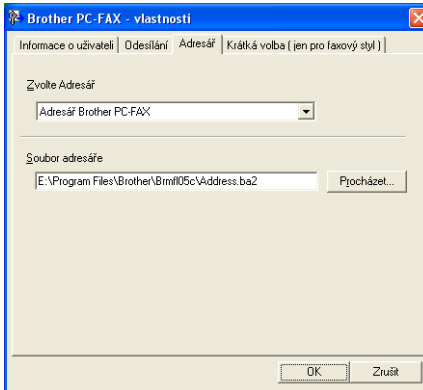 Brother PC-FAX - vlastnosti
Informace o uživateli Odesílání Adresář Krátká volba ( jen pro faxový styl )
Zvolte Adresář
Adresář Brother PC-FAX
Soubor adresáře
E:\Program Files\Brother\Brmfl05c\Address.ba2 Procházet...
OK Zrušit